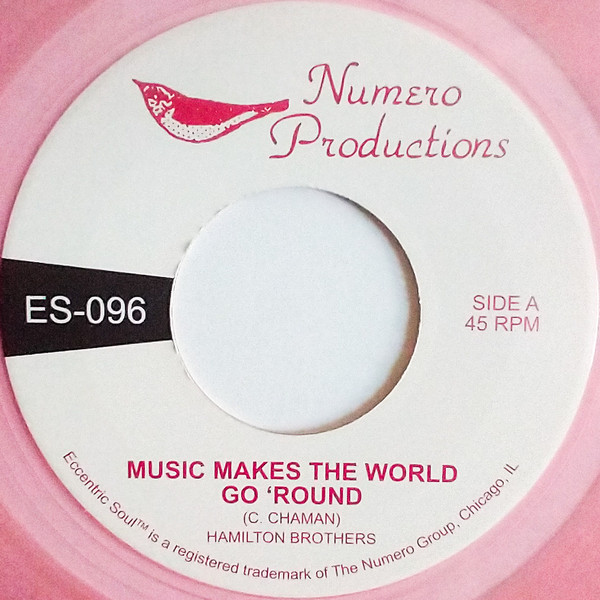 Numero
Productions
ES-096
SIDE A
45 RPM
MUSIC MAKES THE WORLD
GO ‘ROUND
(C. CHAMAN)
HAMILTON BROTHERS
Eccentric Soul™ is a registered trademark of The Numero Group, Chicago, IL